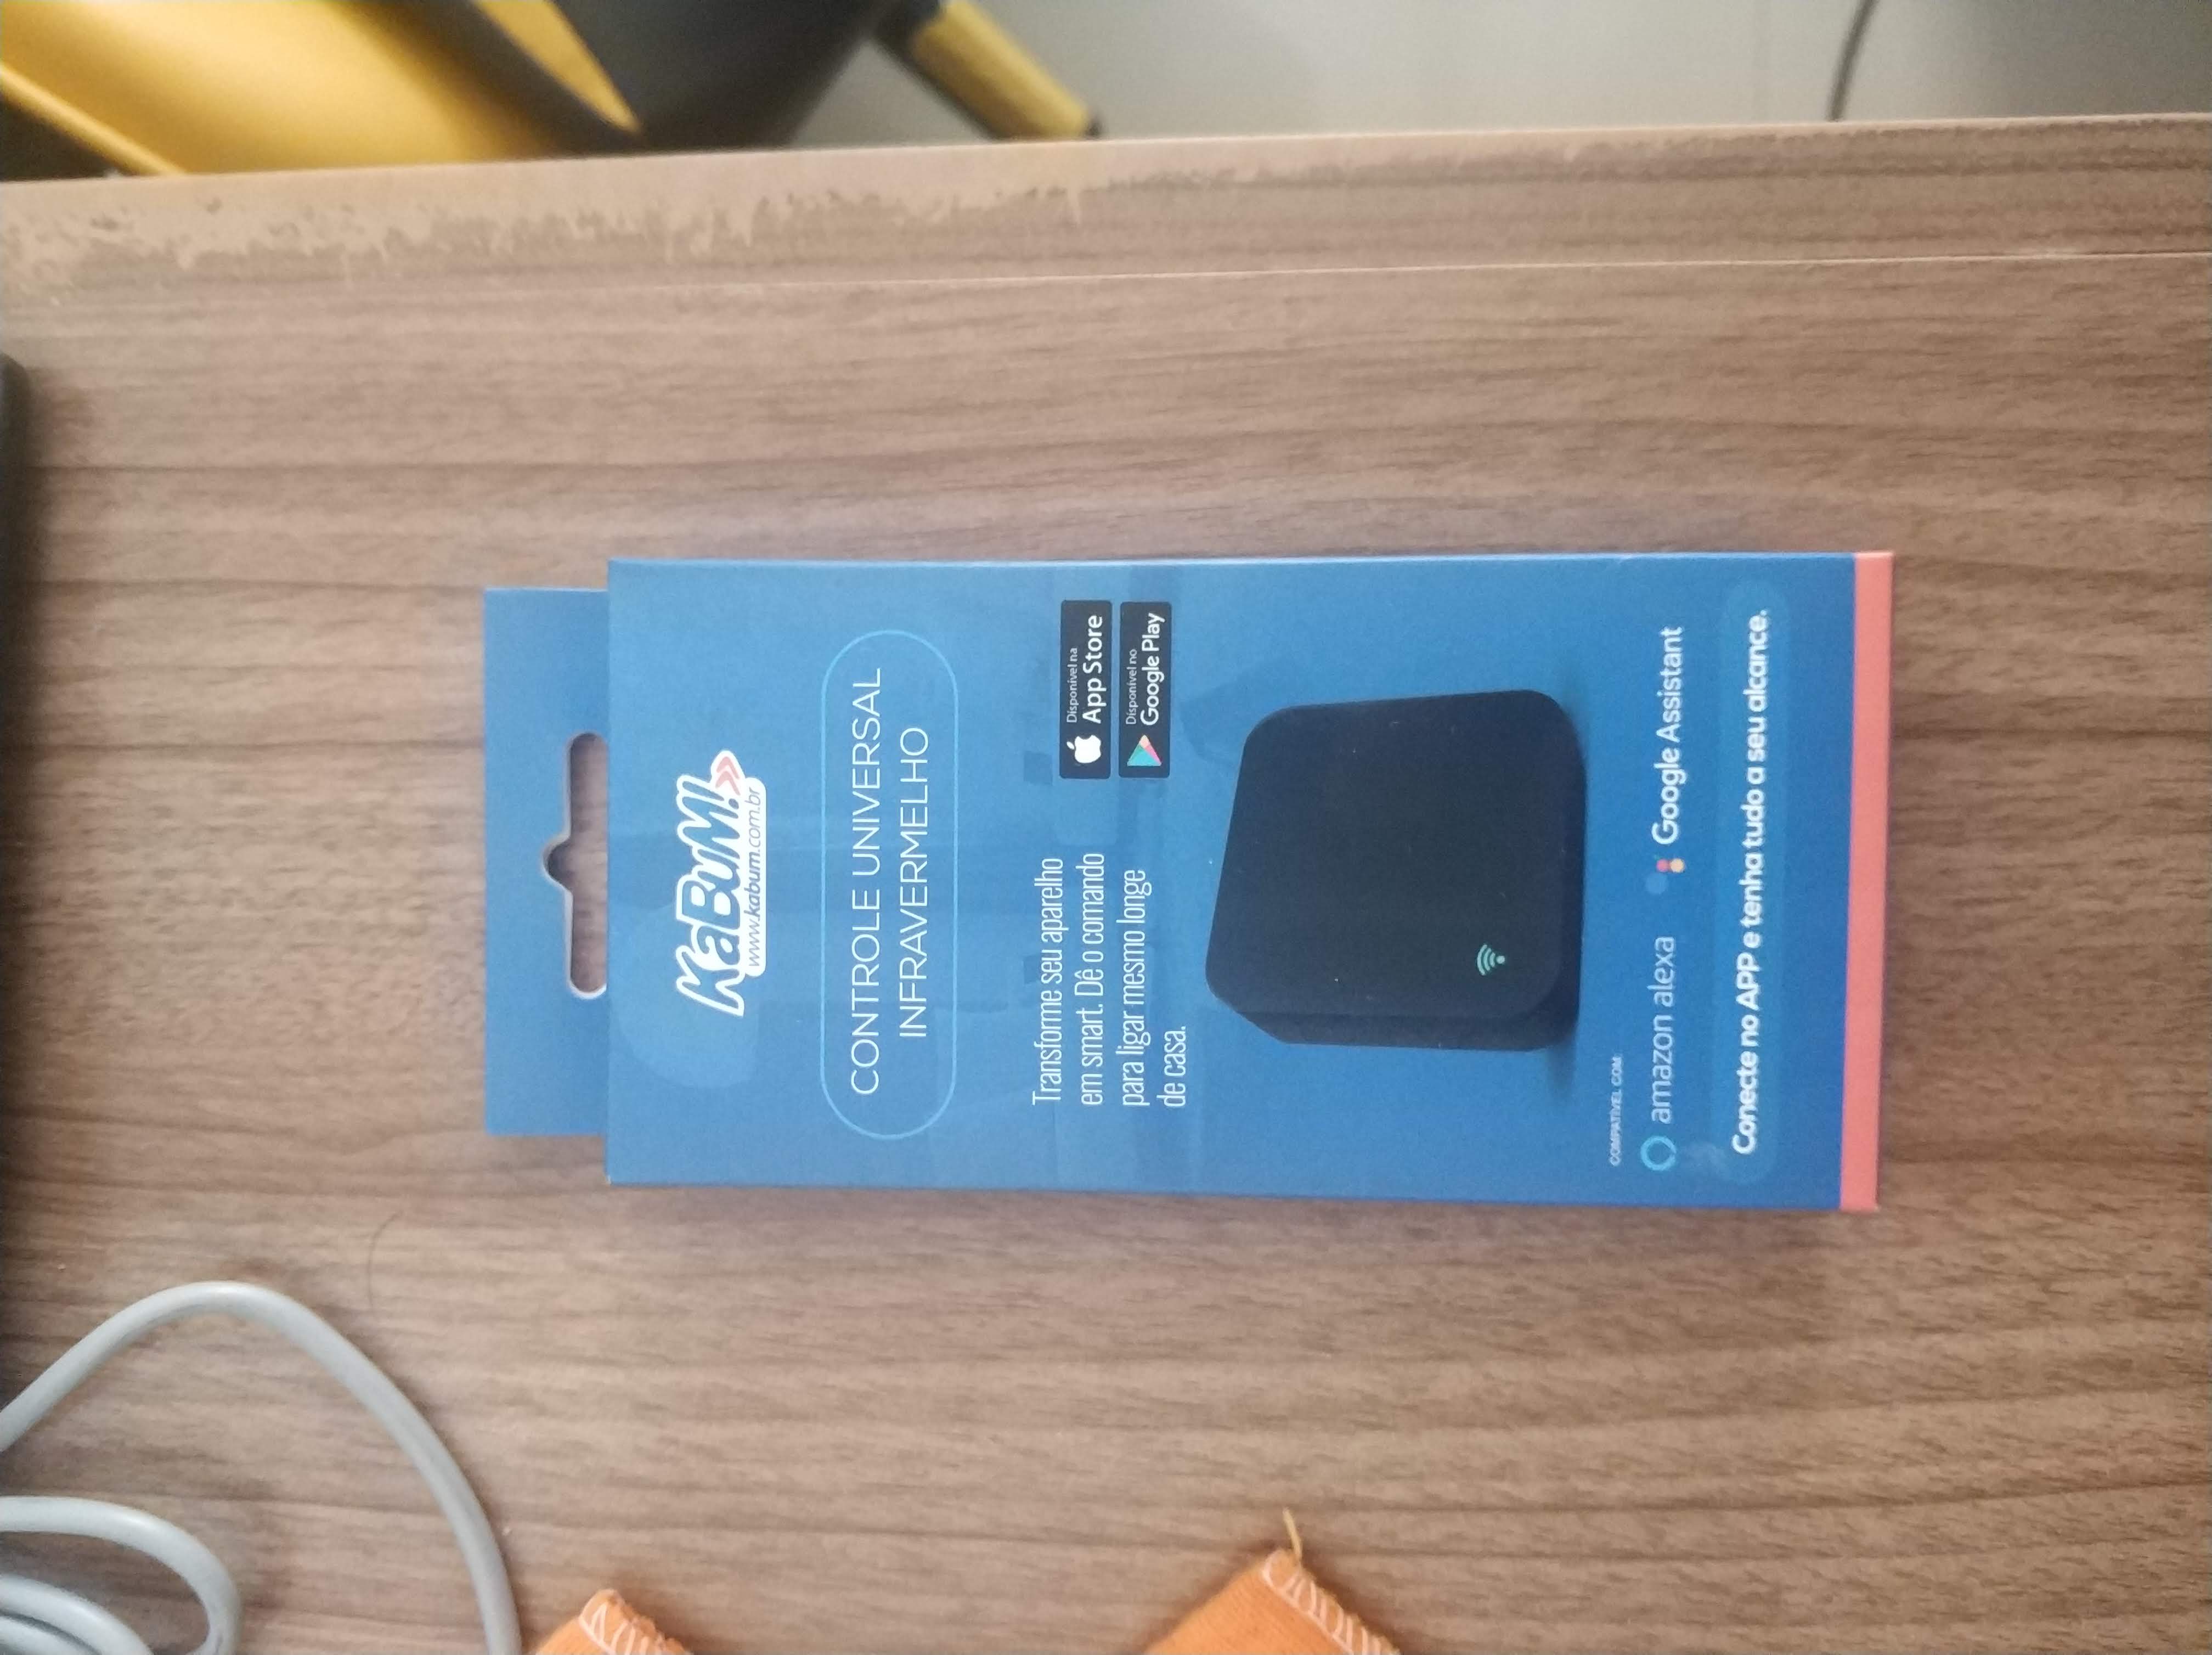 KaBuM!
www.kabum.com.br
CONTROLE UNIVERSAL
INFRAVERMELHO
Transforme seu aparelho
em smart. Dê o comando
para ligar mesmo longe
de casa.
Disponível na
App Store
Disponível no
Google Play
COMPATÍVEL COM:
amazon alexa
Google Assistant
Conecte no APP e tenha tudo a seu alcance.